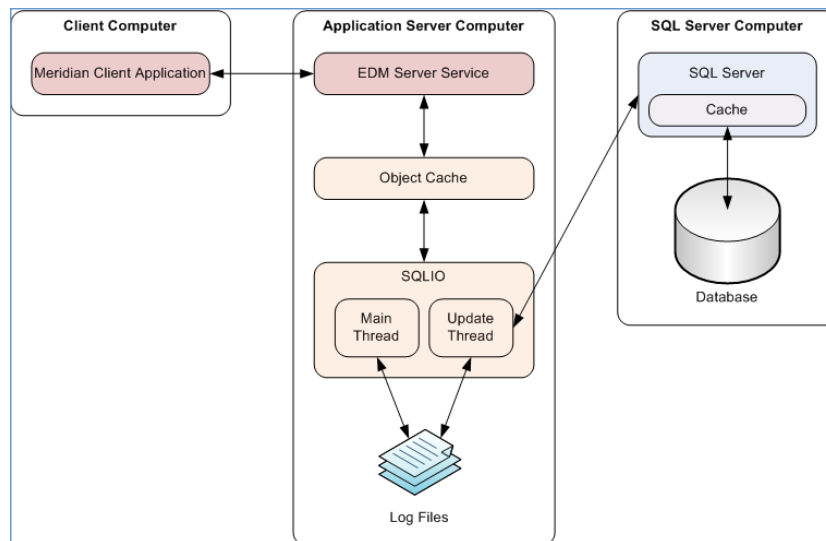 Client Computer
Meridian Client Application
Application Server Computer
EDM Server Service
Object Cache
SQLIO
Main
Thread
Update
Thread
Log Files
SQL Server Computer
SQL Server
Cache
Database